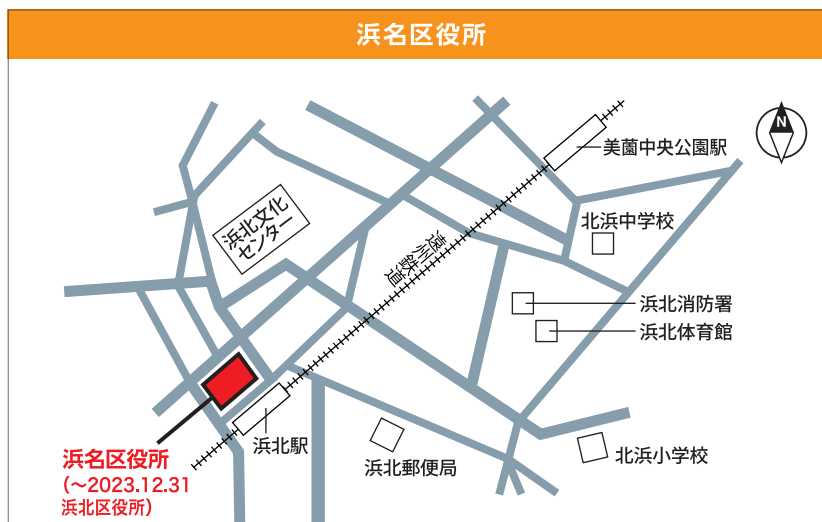 浜名区役所
N
美薗中央公園駅
北浜中学校
浜北文化
センター
遠州鉄道
浜北消防署
浜北体育館
浜名区役所
(～2023.12.31
浜北区役所)
浜北駅
浜北郵便局
北浜小学校